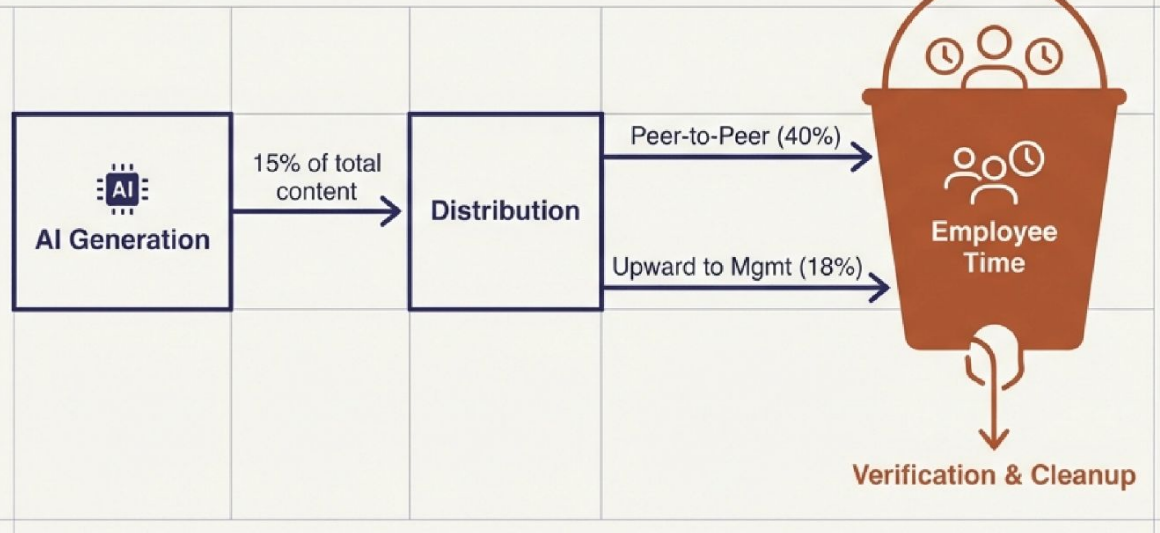 AI
AI Generation
15% of total
content
Distribution
Peer-to-Peer (40%)
Upward to Mgmt (18%)
Employee
Time
Verification & Cleanup